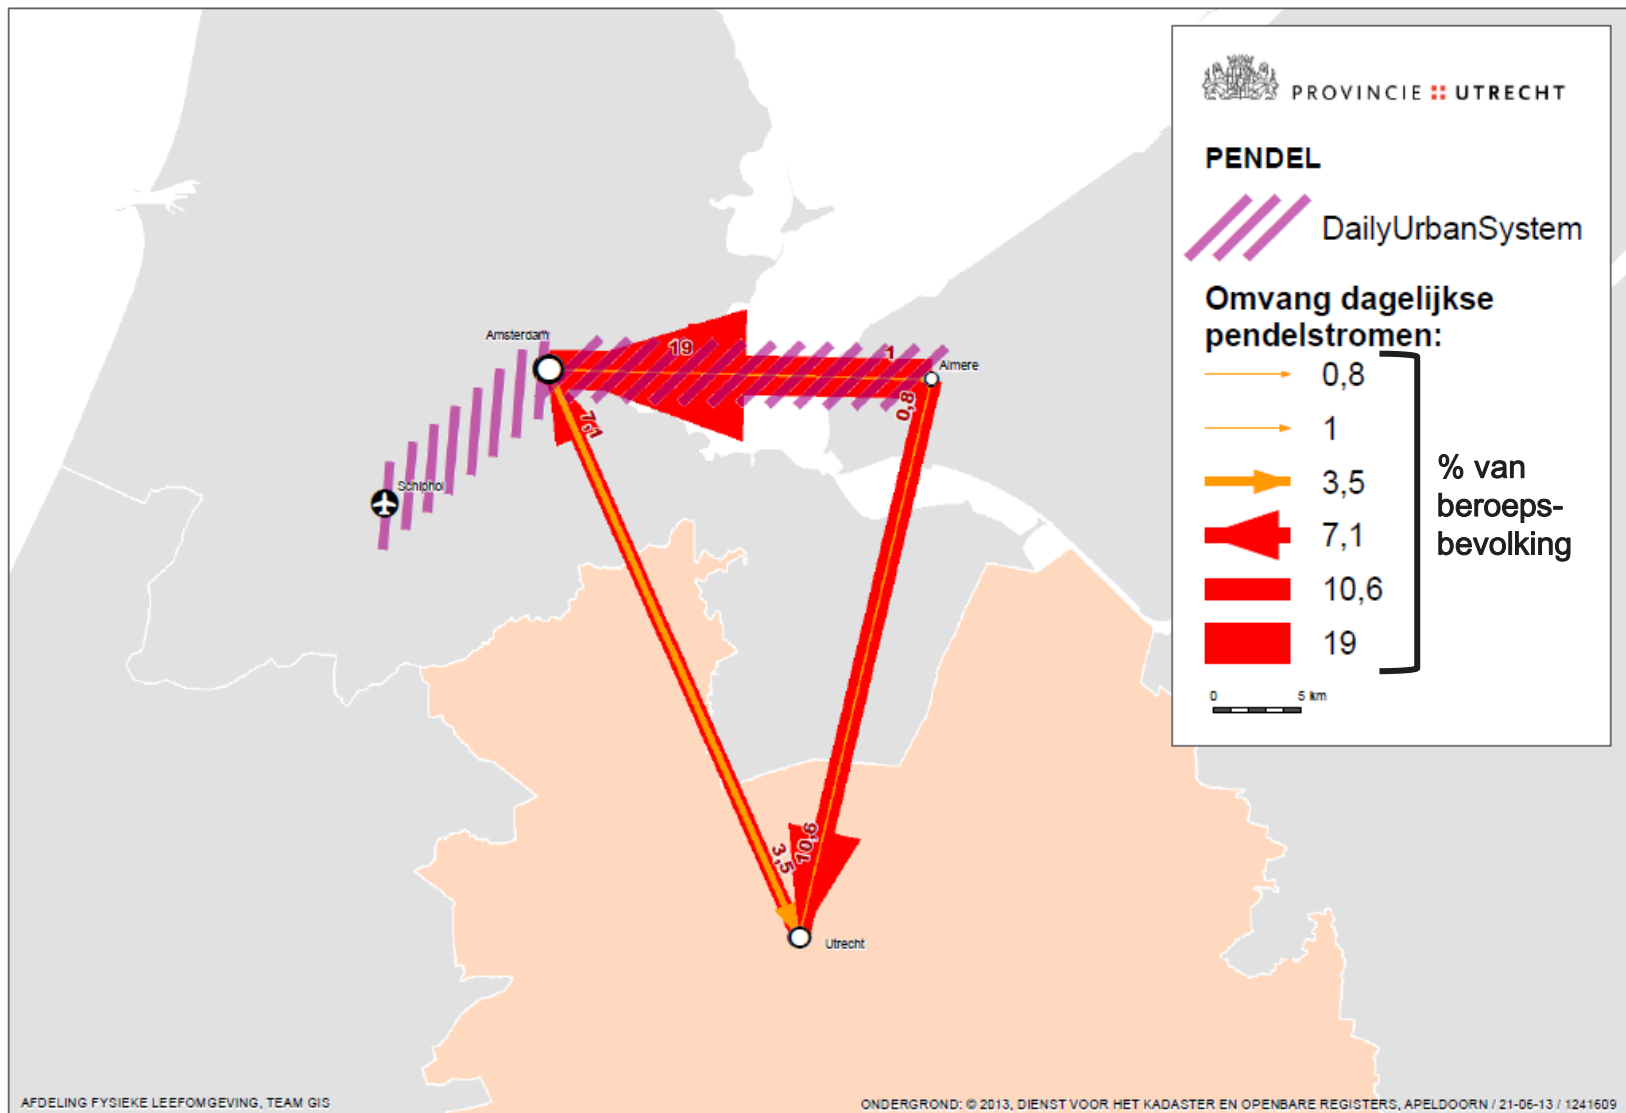 PROVINCIE UTRECHT
PENDEL
DailyUrbanSystem
Omvang dagelijkse
pendelstromen:
0,8
1
3,5
7,1
10,6
19
% van
beroeps-
bevolking
0 5 km
Amsterdam
19
1
Almere
0,8
7,1
Schiphol
3,5
10,6
Utrecht
AFDELING FYSIEKE LEEFOMGEVING, TEAM GIS
ONDERGROND: © 2013, DIENST VOOR HET KADASTER EN OPENBARE REGISTERS, APELDOORN / 21-06-13 / 1241609